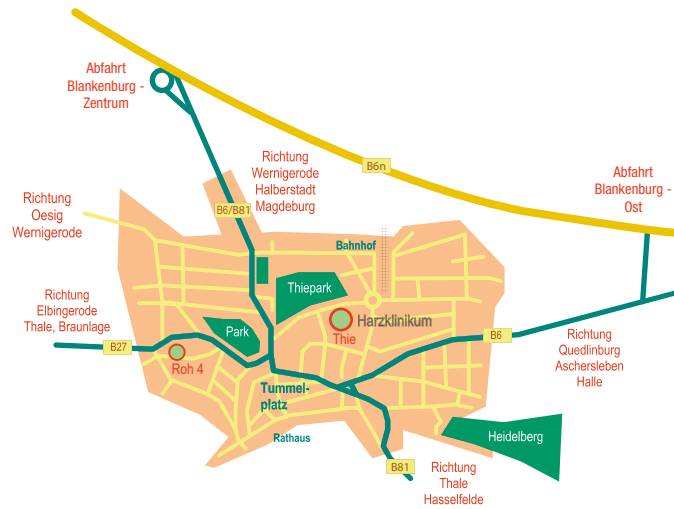 Abfahrt
Blankenburg -
Zentrum
B6n
Richtung
Wernigerode
Halberstadt
Magdeburg
Abfahrt
Blankenburg -
Ost
Richtung
Oesig
Wernigerode
B6/B81
Bahnhof
Thiepark
Richtung
Elbingerode
Thale, Braunlage
Harzklinikum
Park
Thie
B27
B6
Richtung
Quedlinburg
Aschersleben
Halle
Roh 4
Tummel-
platz
Rathaus
Heidelberg
B81
Richtung
Thale
Hasselfelde